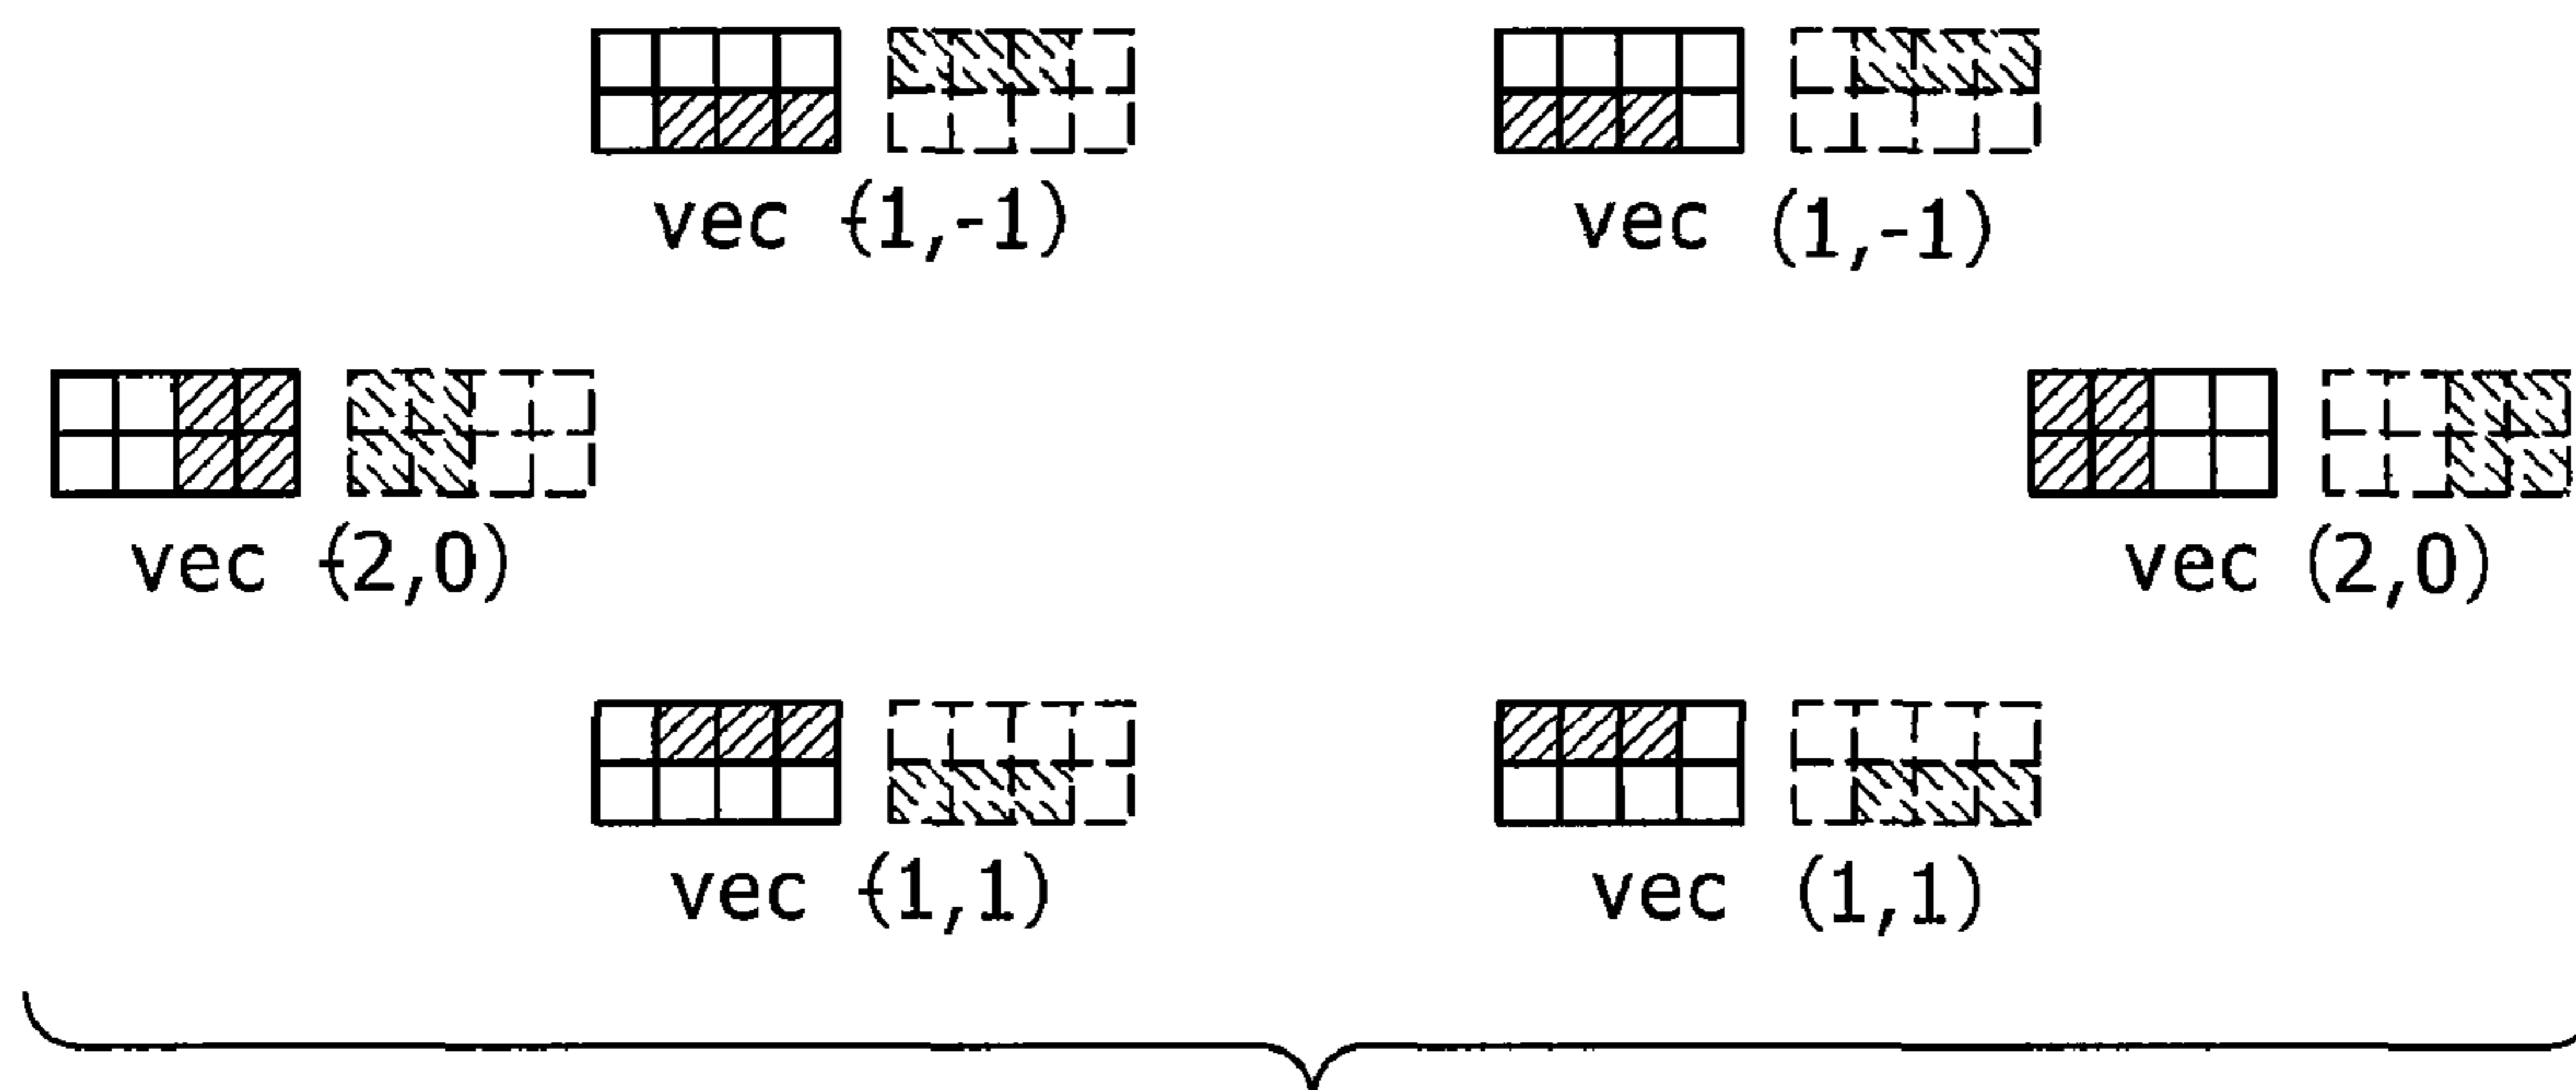 vec (-1,-1)
vec (1,-1)
vec (-2,0)
vec (2,0)
vec (-1,1)
vec (1,1)